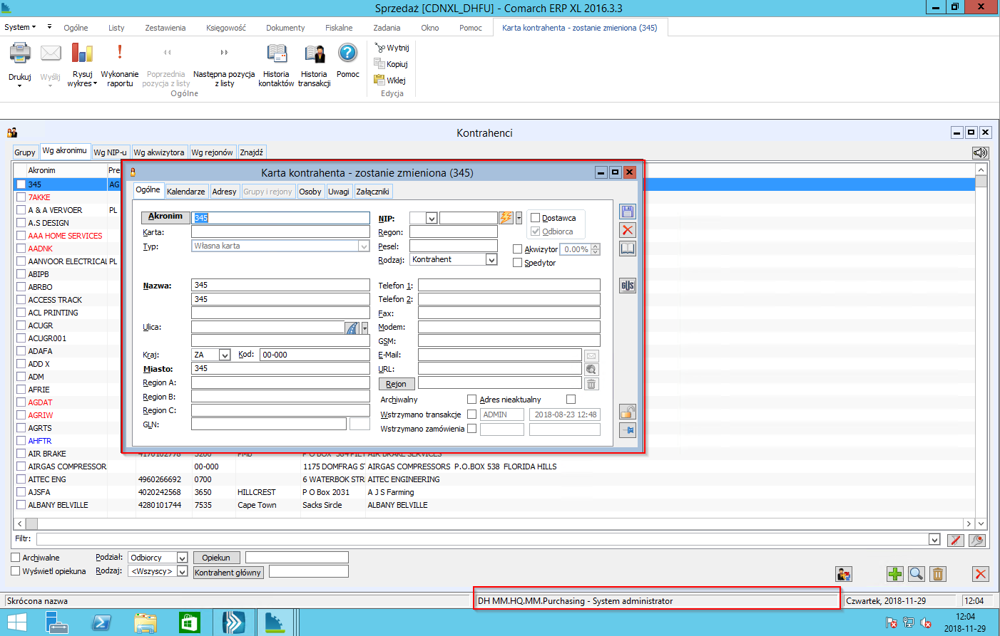 Sprzedaż [CDNXL_DHFU] - Comarch ERP XL 2016.3.3
System Ogólne Listy Zestawienia Księgowość Dokumenty Fiskalne Zadania Okno Pomoc Karta kontrahenta - zostanie zmieniona (345)
Drukuj Wyślij Rysuj wykres Wykonanie raportu Poprzednia pozycja z listy Następna pozycja z listy Historia kontaktów Historia transakcji Pomoc
Ogólne
Wytnij
Kopiuj
Wklej
Edycja
Kontrahenci
Grupy Wg akronimu Wg NIP-u Wg akwizytora Wg rejonów Znajdź
Akronim Pre
345 AG
7AKKE
A & A VERVOER PL
A.S DESIGN
AAA HOME SERVICES
AADNK
AANVOOR ELECTRICAL PL
ABIPB
ABRBO
ACCESS TRACK
ACL PRINTING
ACUGR
ACUGR001
ADAFA
ADD X
ADM
AFRIE
AGDAT
AGRIW
AGRTS
AHFTR
AIR BRAKE 4170102778 3200 PMB P O BOX 384 PIET AIR BRAKE SERVICES
AIRGAS COMPRESSOR 00-000 1175 DOMFRAG ST AIRGAS COMPRESSORS P.O.BOX 538 FLORIDA HILLS
AITEC ENG 4960266692 0700 6 WATERBOK STR AITEC ENGINEERING
AJSFA 4020242568 3650 HILLCREST P O Box 2031 A J S Farming
ALBANY BELVILLE 4280101744 7535 Cape Town Sacks Sircle ALBANY BELVILLE
Karta kontrahenta - zostanie zmieniona (345)
Ogólne Kalendarze Adresy Grupy i rejony Osoby Uwagi Załączniki
Akronim 345
Karta:
Typ: Własna karta
NIP:
Regon:
Pesel:
Rodzaj: Kontrahent
Dostawca
Odbiorca
Akwizytor 0.00%
Spedytor
Nazwa: 345
345
Ulica:
Kraj: ZA Kod: 00-000
Miasto: 345
Region A:
Region B:
Region C:
GLN:
Telefon 1:
Telefon 2:
Fax:
Modem:
GSM:
E-Mail:
URL:
Rejon
Archiwalny Adres nieaktualny
Wstrzymano transakcje ADMIN 2018-08-23 12:48
Wstrzymano zamówienia
GUS
Filtr:
Archiwalne Podział: Odbiorcy Opiekun
Wyświetl opiekuna Rodzaj: <Wszyscy> Kontrahent główny
Skrócona nazwa DH MM.HQ.MM.Purchasing - System administrator Czwartek, 2018-11-29 12:04
12:04
2018-11-29